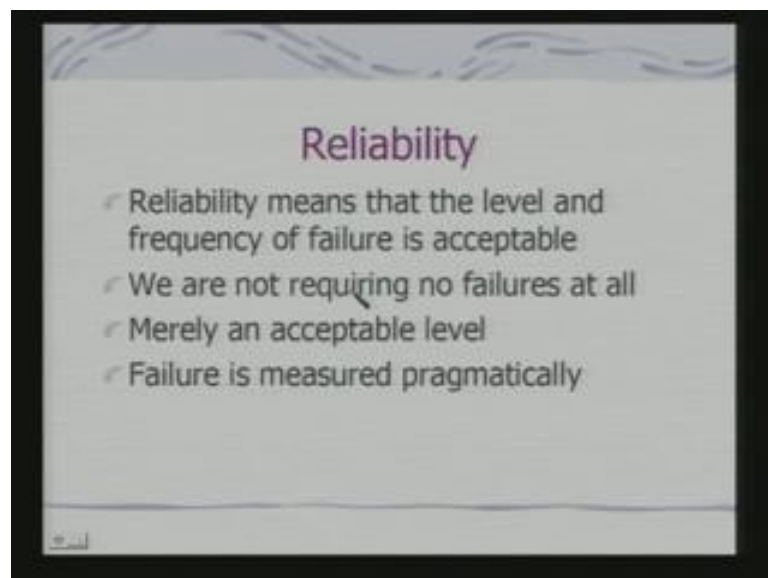 Reliability
Reliability means that the level and
frequency of failure is acceptable
We are not requiring no failures at all
Merely an acceptable level
Failure is measured pragmatically